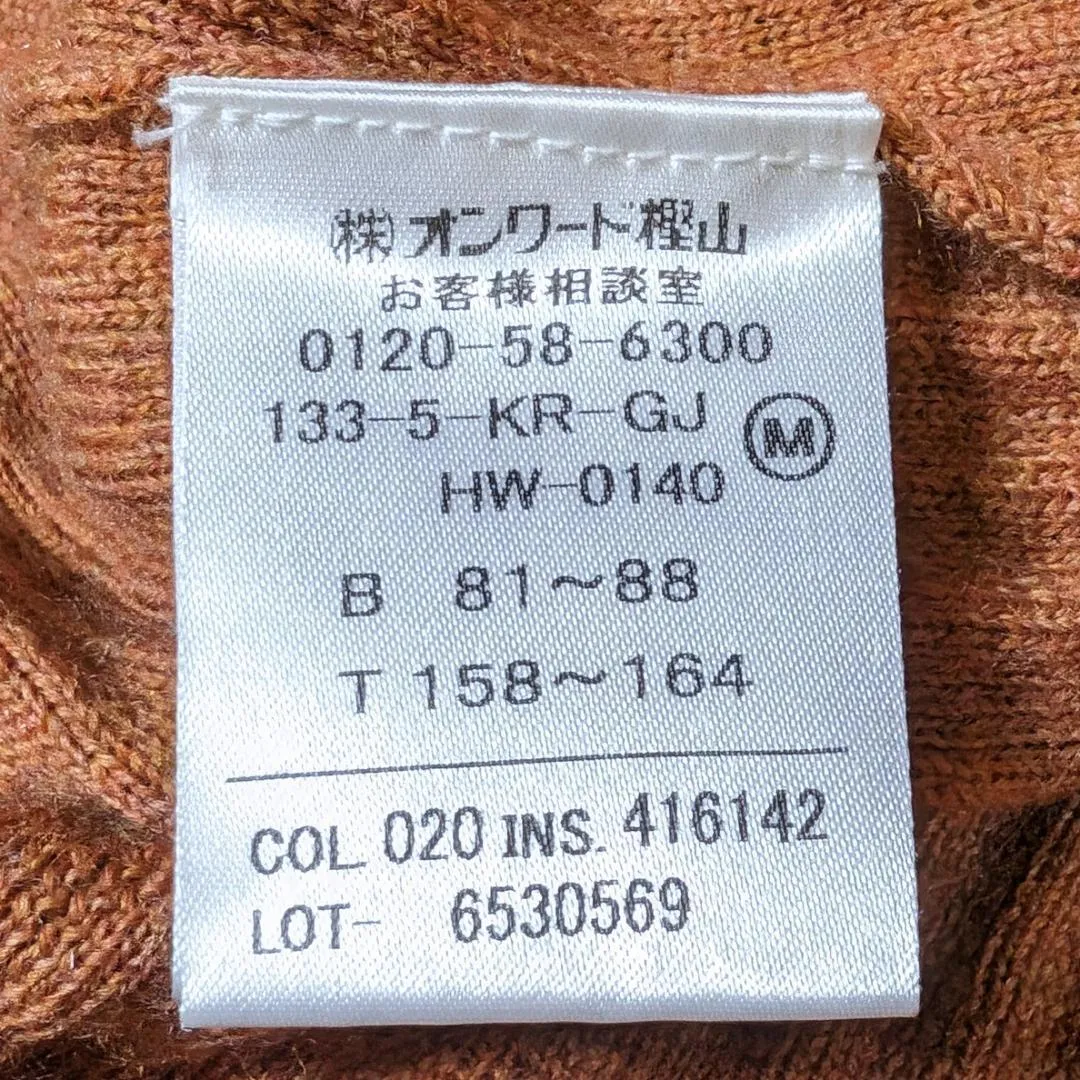 ㈱オンワード樫山
お客様相談室
0120-58-6300
133-5-KR-GJ Ⓜ
HW-0140
B 81〜88
T 158〜164
COL 020 INS. 416142
LOT- 6530569